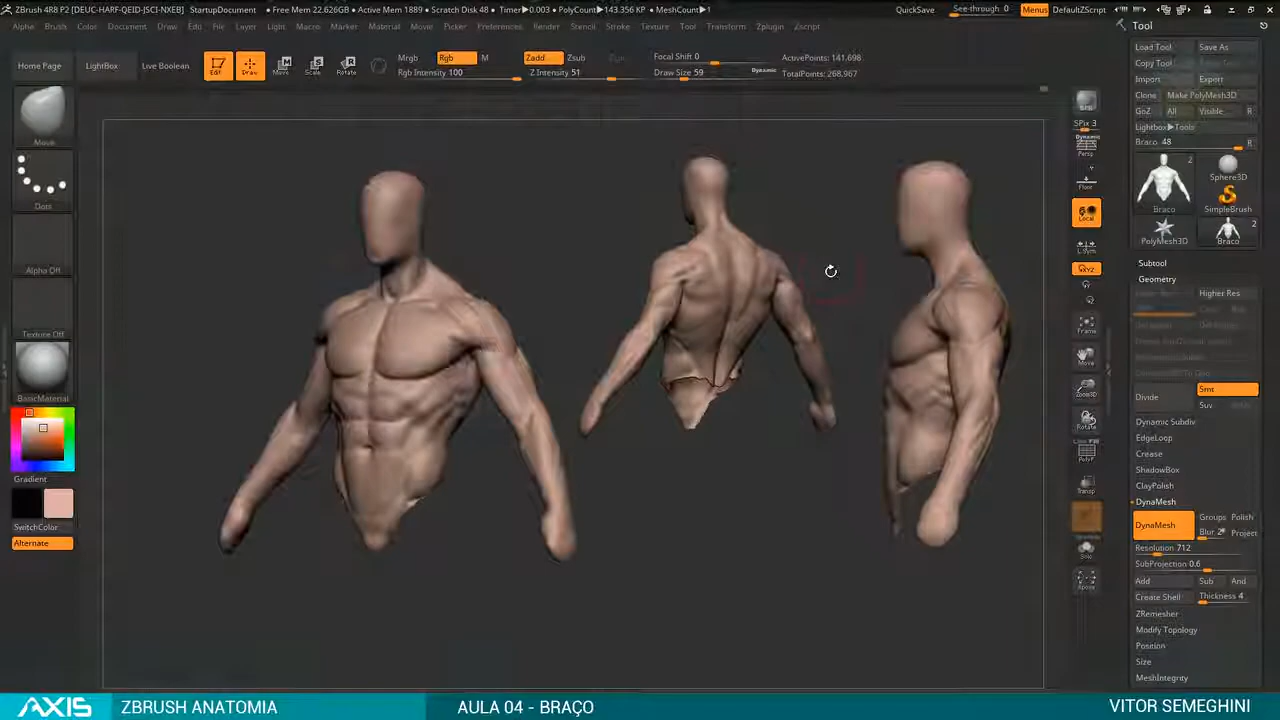 ZBrush 4R8 P2 [DEUC-HARF-QEID-JSCI-NXEB] StartupDocument • Free Mem 22.626GB • Active Mem 1889 • Scratch Disk 48 • Timer▶0.003 • PolyCount▶143.356 KP • MeshCount▶1 QuickSave See-through 0 Menus DefaultZScript
Alpha Brush Color Document Draw Edit File Layer Light Macro Marker Material Movie Picker Preferences Render Stencil Stroke Texture Tool Transform Zplugin Zscript
Home Page LightBox Live Boolean Edit Draw Move Scale Rotate
Mrgb Rgb M
Rgb Intensity 100
Zadd Zsub
Z Intensity 51
Focal Shift 0
Draw Size 59 Dynamic
ActivePoints: 141,698
TotalPoints: 268,967
Move
Dots
Alpha Off
Texture Off
BasicMaterial
Gradient
SwitchColor
Alternate
SPix 3
Dynamic
Persp
Floor
Local
L.Sym
Frame
Move
Zoom3D
Rotate
PolyF
Transp
Solo
Xpose
Tool
Load Tool Save As
Copy Tool
Import Export
Clone Make PolyMesh3D
GoZ All Visible R
Lightbox▶Tools
Braco. 48 R
2
Braco
Sphere3D
SimpleBrush
PolyMesh3D
2
Braco
Subtool
Geometry
Higher Res
Divide Smt
Suv
Dynamic Subdiv
EdgeLoop
Crease
ShadowBox
ClayPolish
DynaMesh
DynaMesh Groups Polish
Blur 2 Project
Resolution 712
SubProjection 0.6
Add Sub And
Create Shell Thickness 4
ZRemesher
Modify Topology
Position
Size
MeshIntegrity
AXIS ZBRUSH ANATOMIA AULA 04 - BRAÇO VITOR SEMEGHINI